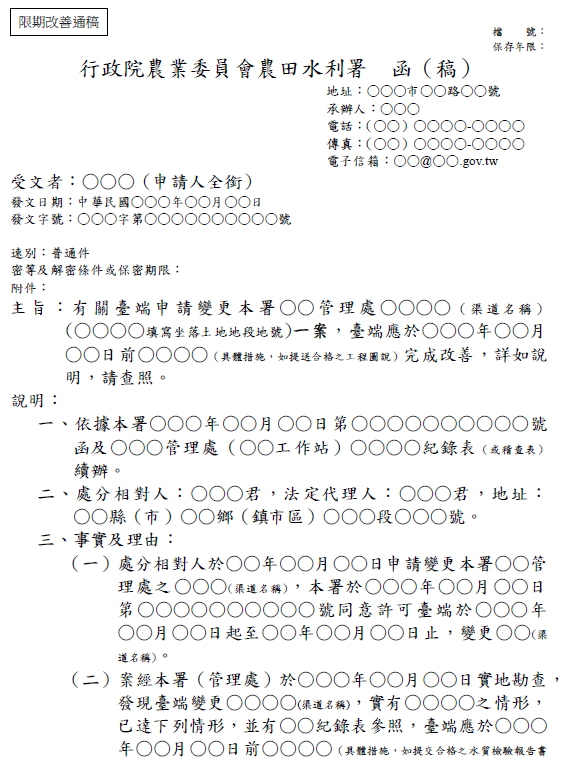 限期改善通稿
檔　　號：
保存年限：
行政院農業委員會農田水利署　函（稿）
地址：○○○市○○路○○號
承辦人：○○○
電話：(○○) ○○○○-○○○○
傳真：(○○) ○○○○-○○○○
電子信箱：○○@○○.gov.tw
受文者：○○○（申請人全銜）
發文日期：中華民國○○○年○○月○○日
發文字號：○○○字第○○○○○○○○○○號
速別：普通件
密等及解密條件或保密期限：
附件：
主旨：有關臺端申請變更本署○○管理處○○○○（渠道名稱）
(○○○○填寫坐落土地地段地號)一案，臺端應於○○○年○○月
○○日前○○○○（具體措施，如提送合格之工程圖說）完成改善，詳如說
明，請查照。
說明：
一、依據本署○○○年○○月○○日第○○○○○○○○○○號
函及○○○管理處（○○工作站）○○○○紀錄表（或稽查表）
續辦。
二、處分相對人：○○○君，法定代理人：○○○君，地址：
○○縣（市）○○鄉（鎮市區）○○○段○○○號。
三、事實及理由：
（一）處分相對人於○○年○○月○○日申請變更本署○○管
理處之○○○(渠道名稱)，本署於○○○年○○月○○日
第○○○○○○○○○○號同意許可臺端於○○○年
○○月○○日起至○○年○○月○○日止，變更○○(渠
道名稱)。
（二）案經本署（管理處）於○○○年○○月○○日實地勘查，
發現臺端變更○○○○(渠道名稱)，實有○○○○之情形，
已達下列情形，並有○○紀錄表參照，臺端應於○○○
年○○月○○日前○○○○（具體措施，如提交合格之水質檢驗報告書